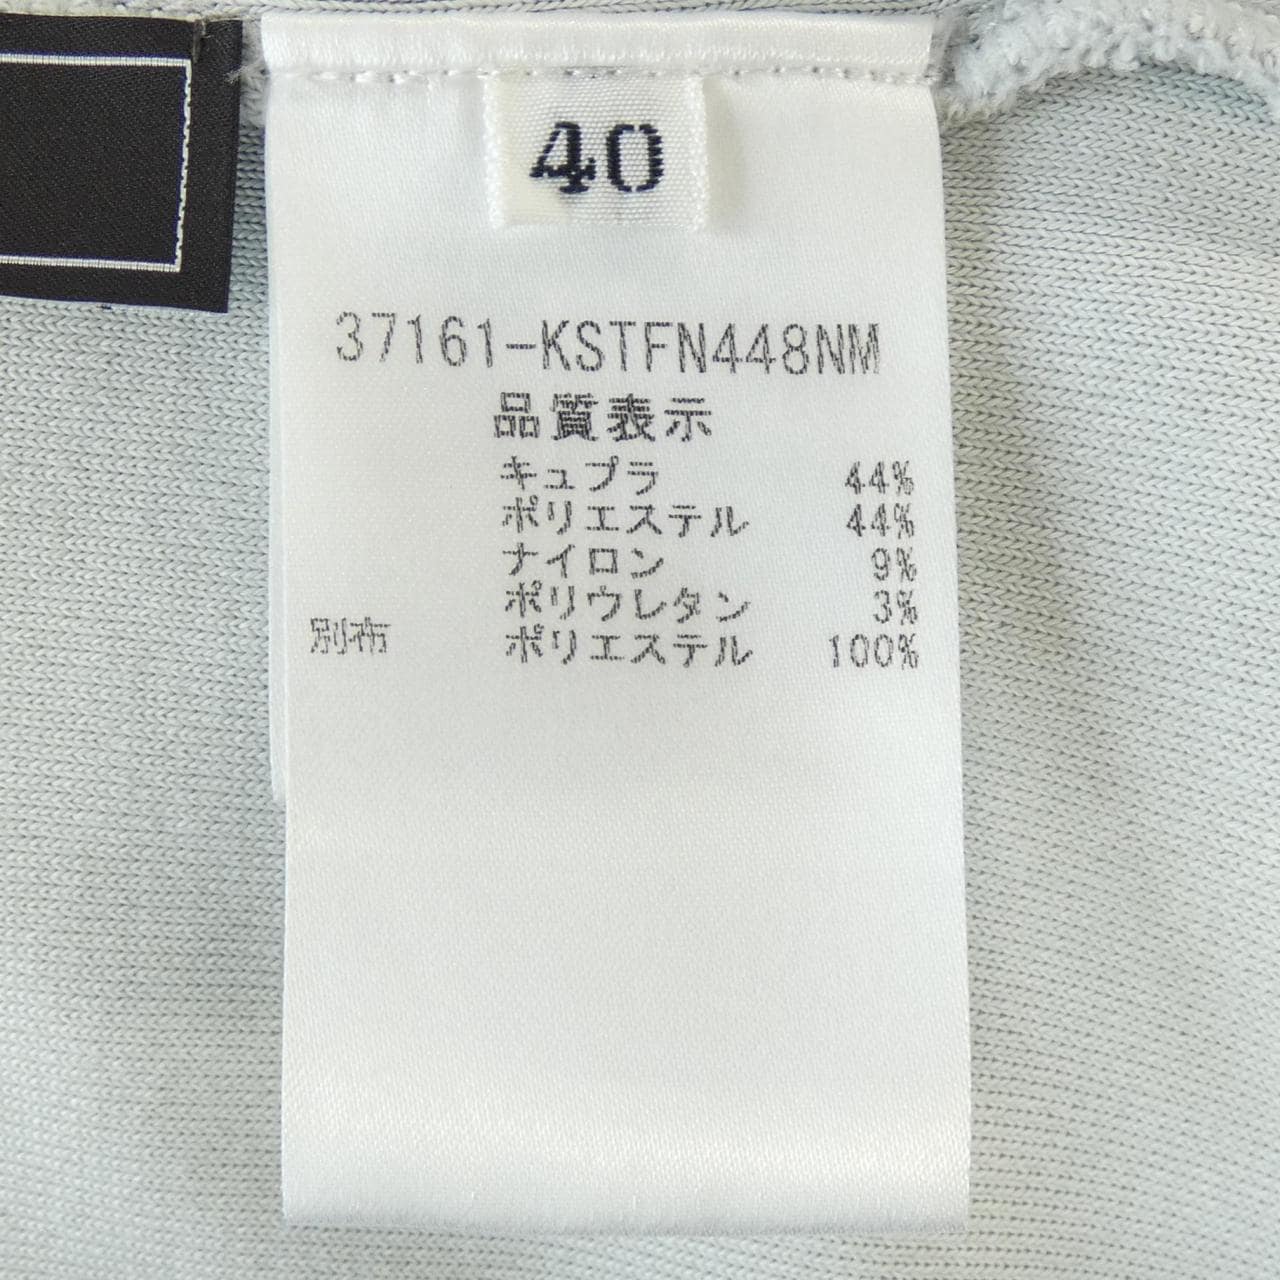 40
37161-KSTFN448NM
品質表示
キュプラ 44%
ポリエステル 44%
ナイロン 9%
ポリウレタン 3%
別布 ポリエステル 100%